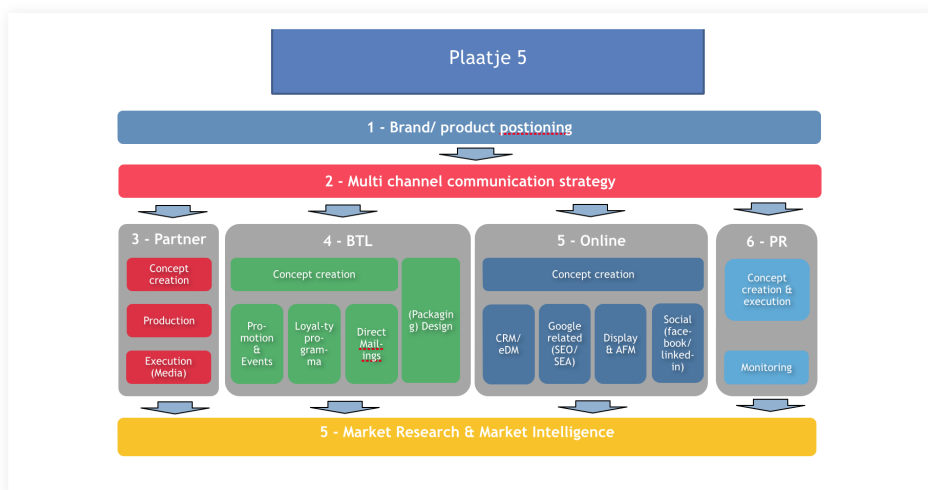 Plaatje 5
1 - Brand/ product postioning
2 - Multi channel communication strategy
3 - Partner
Concept
creation
Production
Execution
(Media)
4 - BTL
Concept creation
Pro-
motion
&
Events
Loyal-ty
pro-
gram-
ma
Direct
Mail-
ings
(Packagin
g) Design
5 - Online
Concept creation
CRM/
eDM
Google
related
(SEO/
SEA)
Display
& AFM
Social
(face-
book/
linked-
in)
6 - PR
Concept
creation &
execution
Monitoring
5 - Market Research & Market Intelligence